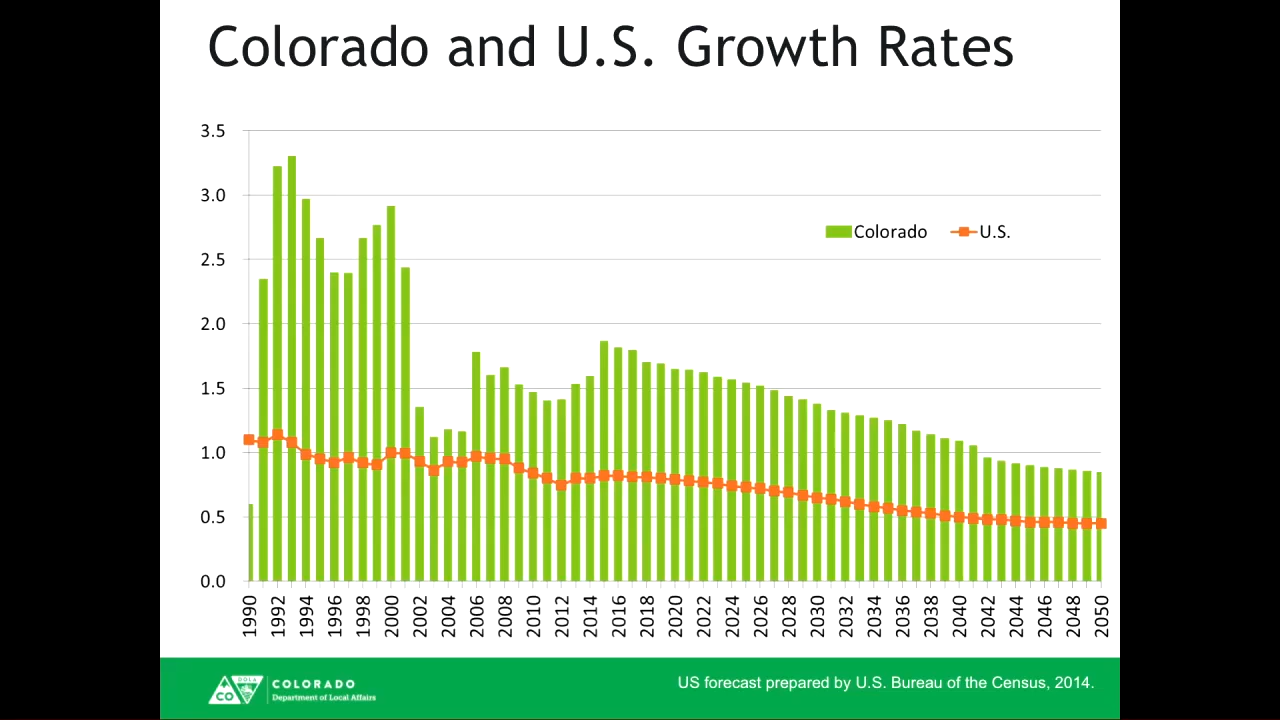 Colorado and U.S. Growth Rates
3.5
3.0
2.5
2.0
1.5
1.0
0.5
0.0
Colorado
U.S.
1990 1992 1994 1996 1998 2000 2002 2004 2006 2008 2010 2012 2014 2016 2018 2020 2022 2024 2026 2028 2030 2032 2034 2036 2038 2040 2042 2044 2046 2048 2050
CO
DOLA
COLORADO
Department of Local Affairs
US forecast prepared by U.S. Bureau of the Census, 2014.